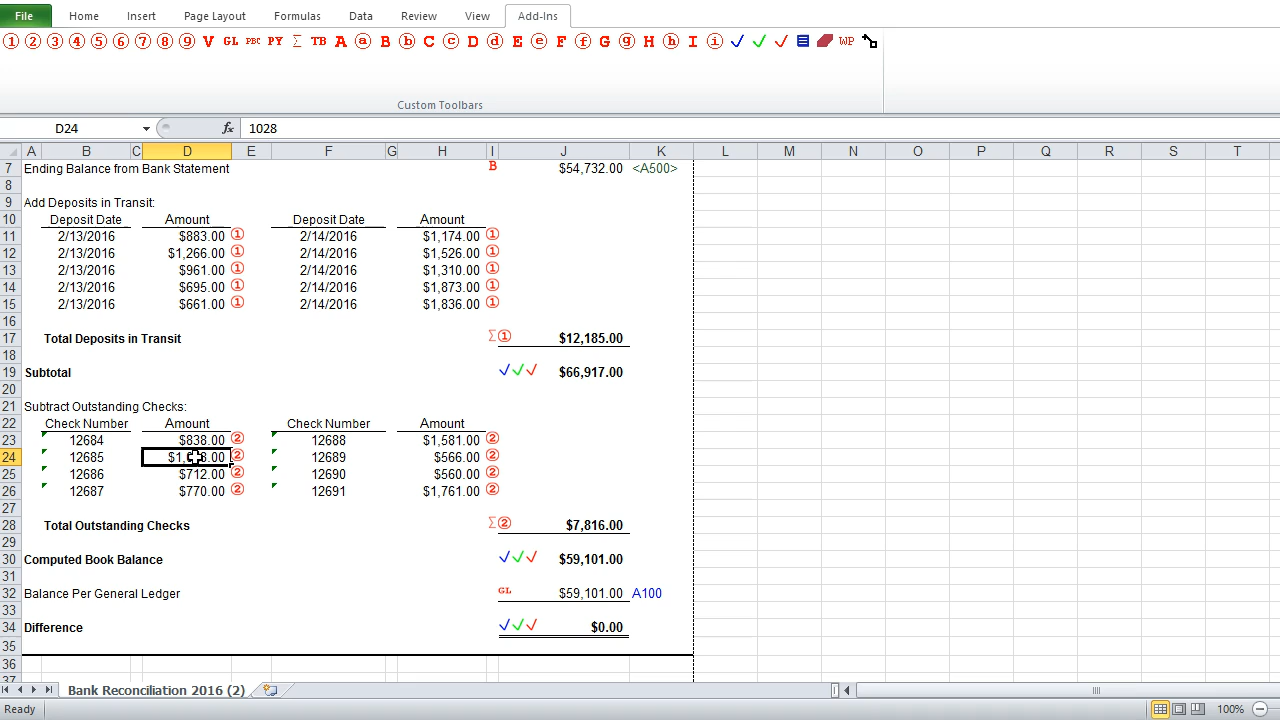 File Home Insert Page Layout Formulas Data Review View Add-Ins
① ② ③ ④ ⑤ ⑥ ⑦ ⑧ ⑨ V GL PBC PY Σ TB A ⓐ B ⓑ C ⓒ D ⓓ E ⓔ F ⓕ G ⓖ H ⓗ I ⓘ ✓ ✓ ✓ WP
Custom Toolbars
D24 fx 1028
A B C D E F G H I J K L M N O P Q R S T
7 Ending Balance from Bank Statement B $54,732.00 <A500>
8
9 Add Deposits in Transit:
10 Deposit Date Amount Deposit Date Amount
11 2/13/2016 $883.00 ① 2/14/2016 $1,174.00 ①
12 2/13/2016 $1,266.00 ① 2/14/2016 $1,526.00 ①
13 2/13/2016 $961.00 ① 2/14/2016 $1,310.00 ①
14 2/13/2016 $695.00 ① 2/14/2016 $1,873.00 ①
15 2/13/2016 $661.00 ① 2/14/2016 $1,836.00 ①
16
17 Total Deposits in Transit Σ① $12,185.00
18
19 Subtotal ✓✓✓ $66,917.00
20
21 Subtract Outstanding Checks:
22 Check Number Amount Check Number Amount
23 12684 $838.00 ② 12688 $1,581.00 ②
24 12685 $1,028.00 ② 12689 $566.00 ②
25 12686 $712.00 ② 12690 $560.00 ②
26 12687 $770.00 ② 12691 $1,761.00 ②
27
28 Total Outstanding Checks Σ② $7,816.00
29
30 Computed Book Balance ✓✓✓ $59,101.00
31
32 Balance Per General Ledger GL $59,101.00 A100
33
34 Difference ✓✓✓ $0.00
35
36
37
Bank Reconciliation 2016 (2)
Ready 100%